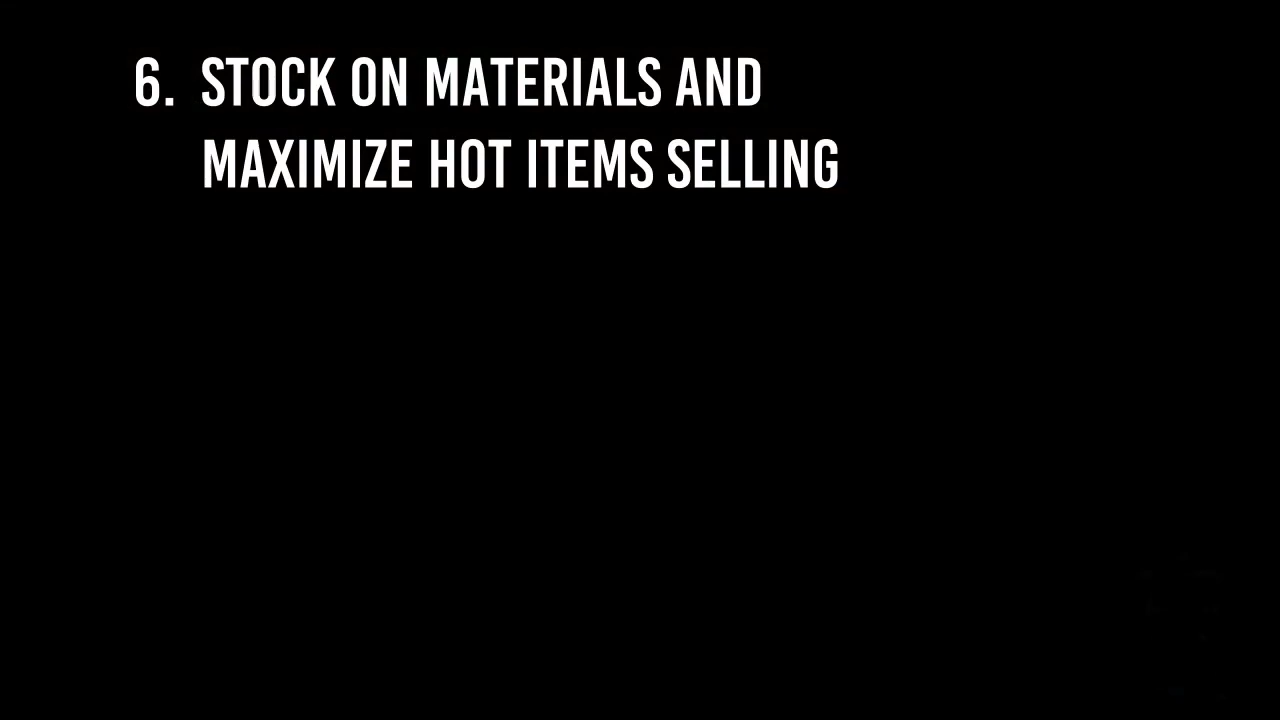 6. STOCK ON MATERIALS AND
MAXIMIZE HOT ITEMS SELLING